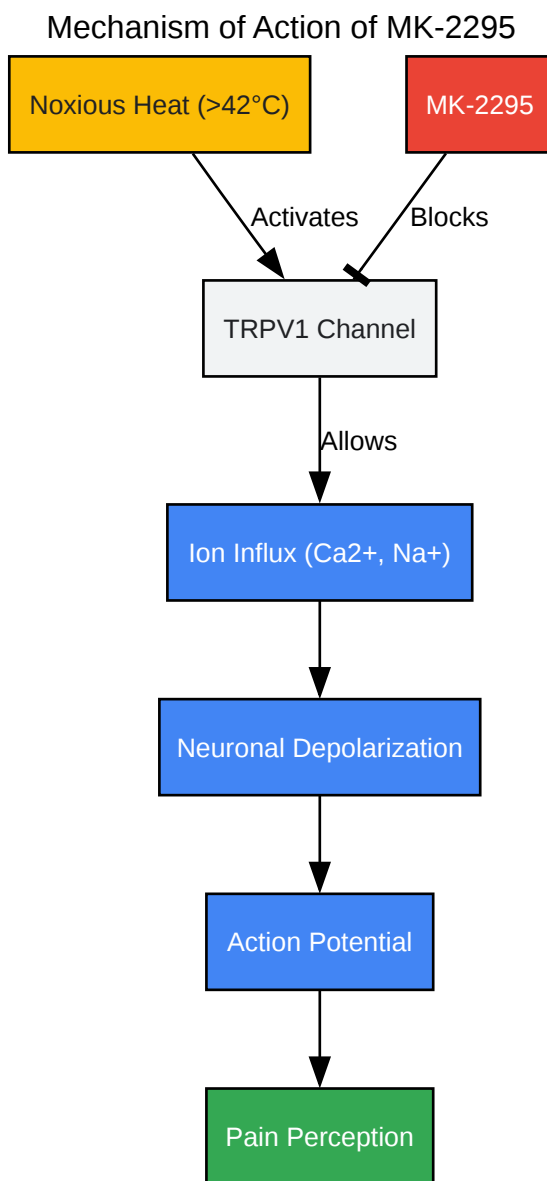 Mechanism of Action of MK-2295
Noxious Heat (>42°C)
MK-2295
Activates
Blocks
TRPV1 Channel
Allows
Ion Influx (Ca2+, Na+)
Neuronal Depolarization
Action Potential
Pain Perception